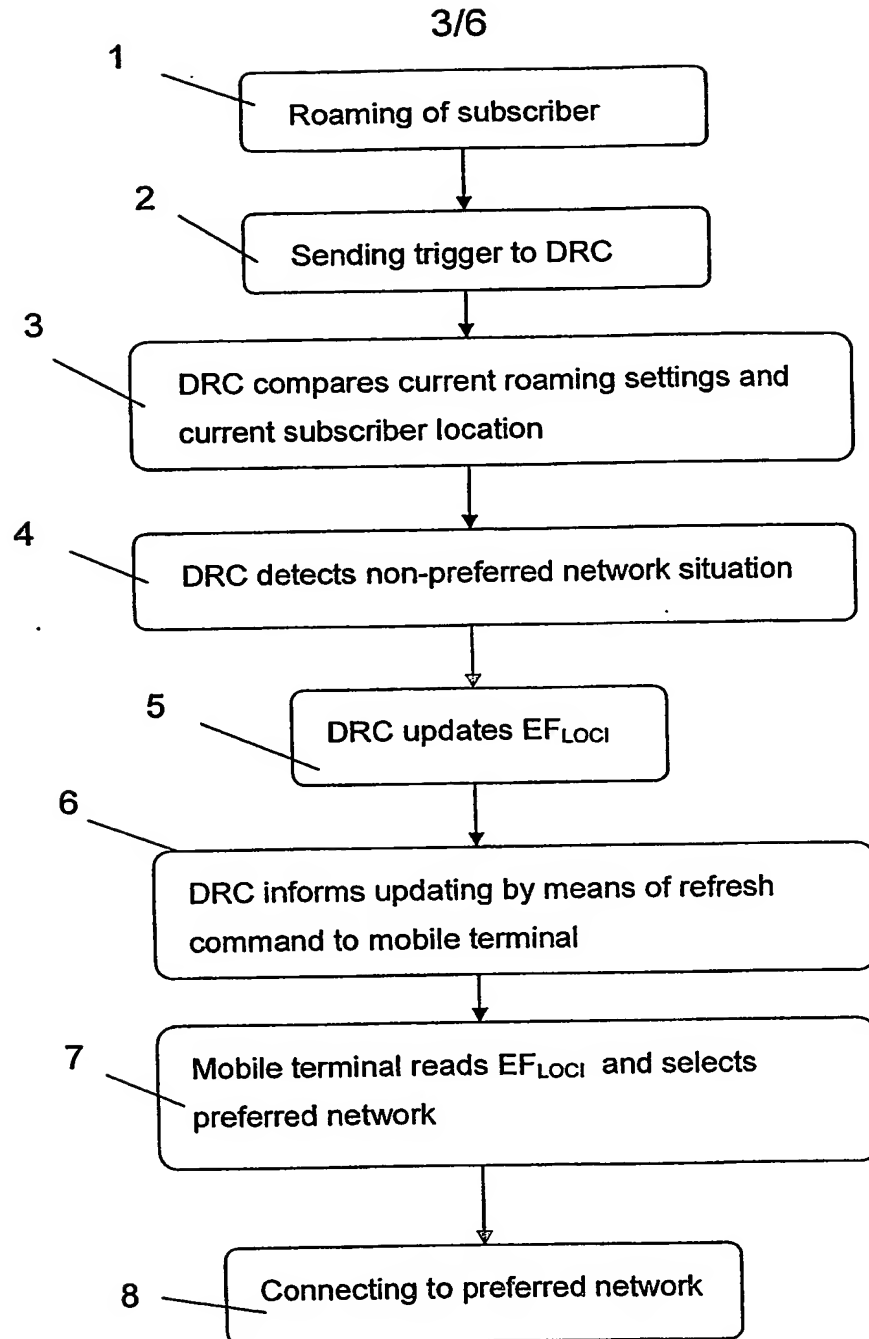 3/6
1
Roaming of subscriber
2
Sending trigger to DRC
3
DRC compares current roaming settings and
current subscriber location
4
DRC detects non-preferred network situation
5
DRC updates EFLOCI
6
DRC informs updating by means of refresh
command to mobile terminal
7
Mobile terminal reads EFLOCI and selects
preferred network
8
Connecting to preferred network